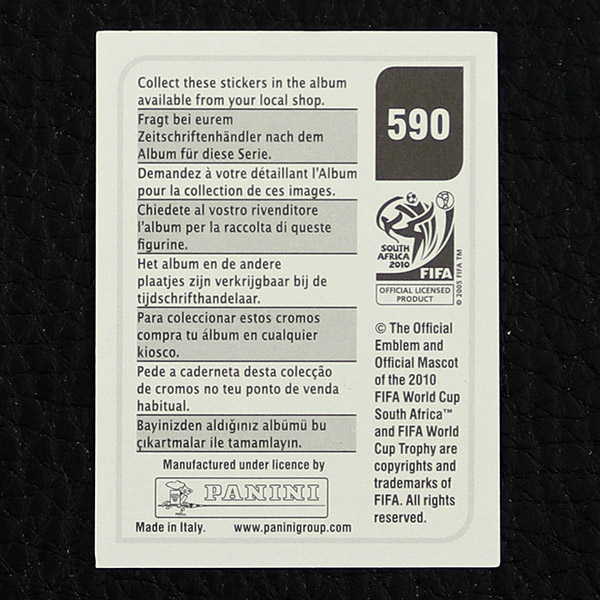 Collect these stickers in the album
available from your local shop.
Fragt bei eurem
Zeitschriftenhändler nach dem
Album für diese Serie.
Demandez à votre détaillant l'Album
pour la collection de ces images.
Chiedete al vostro rivenditore
l'album per la raccolta di queste
figurine.
Het album en de andere
plaatjes zijn verkrijgbaar bij de
tijdschrifthandelaar.
Para coleccionar estos cromos
compra tu álbum en cualquier
kiosco.
Pede a caderneta desta colecção
de cromos no teu ponto de venda
habitual.
Bayinizden aldığınız albümü bu
çıkartmalar ile tamamlayın.
Manufactured under licence by
PANINI
Made in Italy. www.paninigroup.com
590
SOUTH
AFRICA
2010
FIFA
© 2005 FIFA TM
OFFICIAL LICENSED
PRODUCT
© The Official
Emblem and
Official Mascot
of the 2010
FIFA World Cup
South Africa™
and FIFA World
Cup Trophy are
copyrights and
trademarks of
FIFA. All rights
reserved.